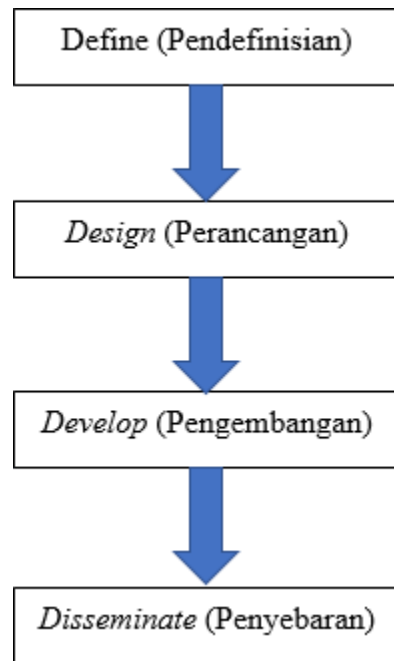 Define (Pendefinisian)
Design (Perancangan)
Develop (Pengembangan)
Disseminate (Penyebaran)